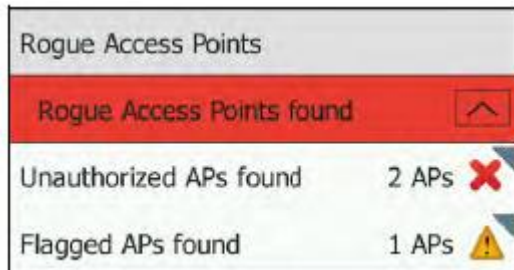 Rogue Access Points
Rogue Access Points found
Unauthorized APs found 2 APs
Flagged APs found 1 APs